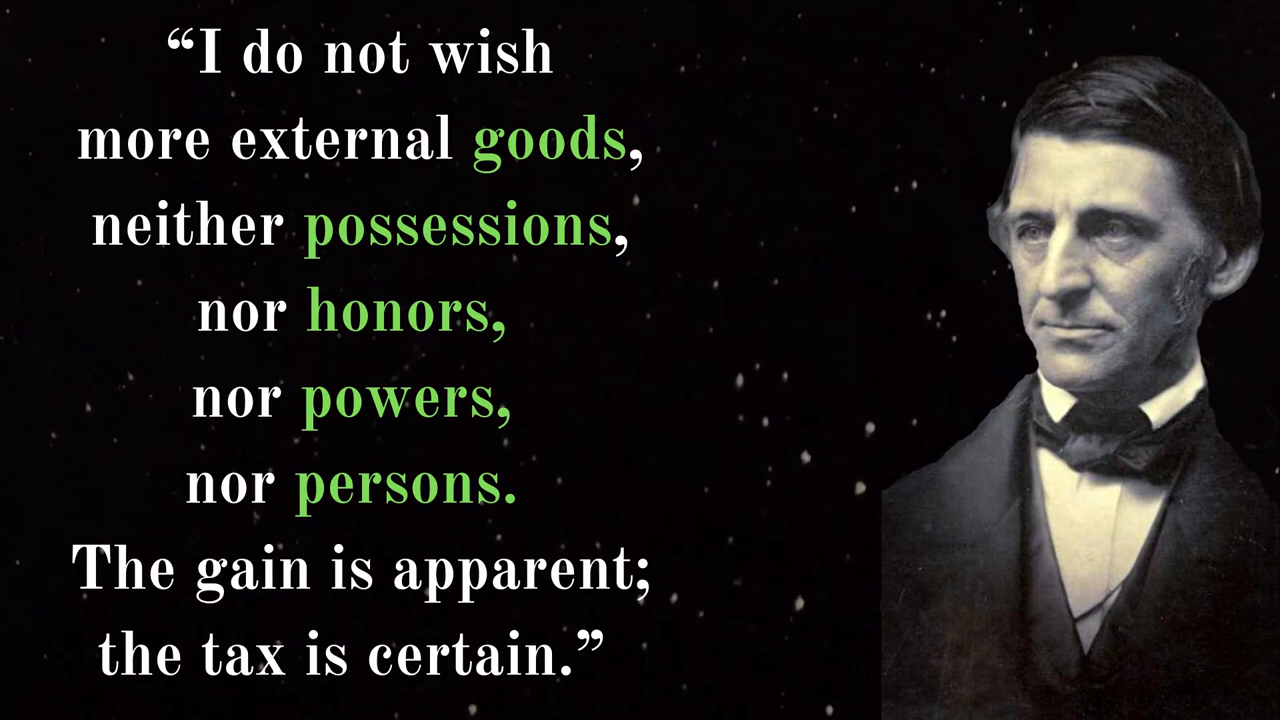 “I do not wish
more external goods,
neither possessions,
nor honors,
nor powers,
nor persons.
The gain is apparent;
the tax is certain.”